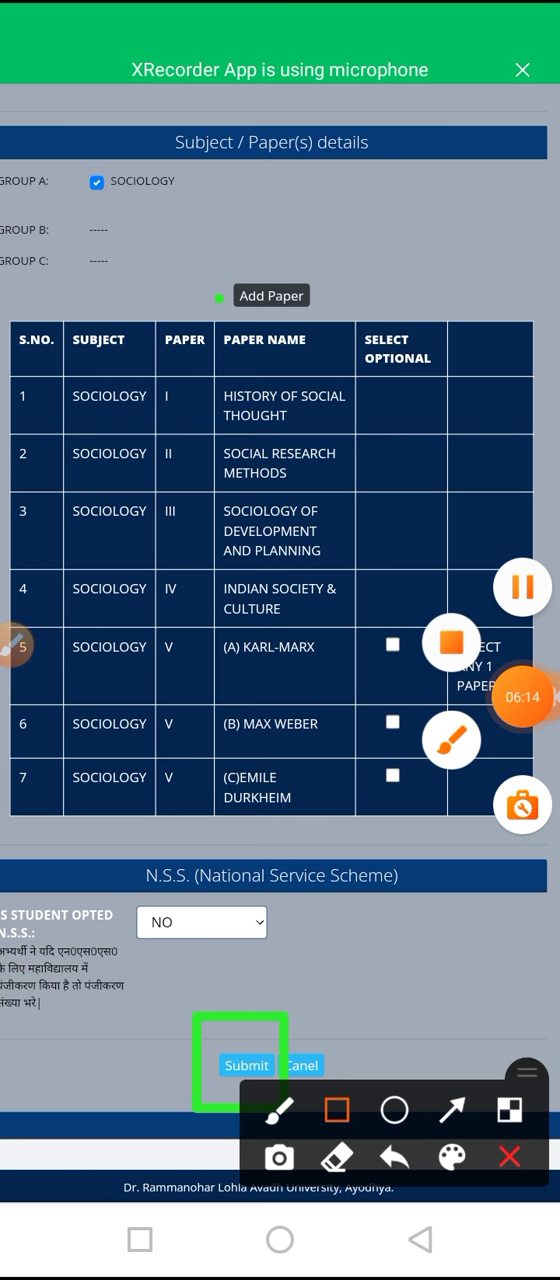 XRecorder App is using microphone
Subject / Paper(s) details
GROUP A: SOCIOLOGY
GROUP B: -----
GROUP C: -----
Add Paper
S.NO. SUBJECT PAPER PAPER NAME SELECT
OPTIONAL
1 SOCIOLOGY I HISTORY OF SOCIAL
THOUGHT
2 SOCIOLOGY II SOCIAL RESEARCH
METHODS
3 SOCIOLOGY III SOCIOLOGY OF
DEVELOPMENT
AND PLANNING
4 SOCIOLOGY IV INDIAN SOCIETY &
CULTURE
5 SOCIOLOGY V (A) KARL-MARX ECT
NY 1
PAPER
06:14
6 SOCIOLOGY V (B) MAX WEBER
7 SOCIOLOGY V (C)EMILE
DURKHEIM
N.S.S. (National Service Scheme)
S STUDENT OPTED
N.S.S.:
NO
अभ्यर्थी ने यदि एन0एस0एस0
के लिए महाविद्यालय में
पंजीकरण किया है तो पंजीकरण
संख्या भरे|
Submit Canel
Dr. Rammanohar Lohia Avadh University, Ayodhya.